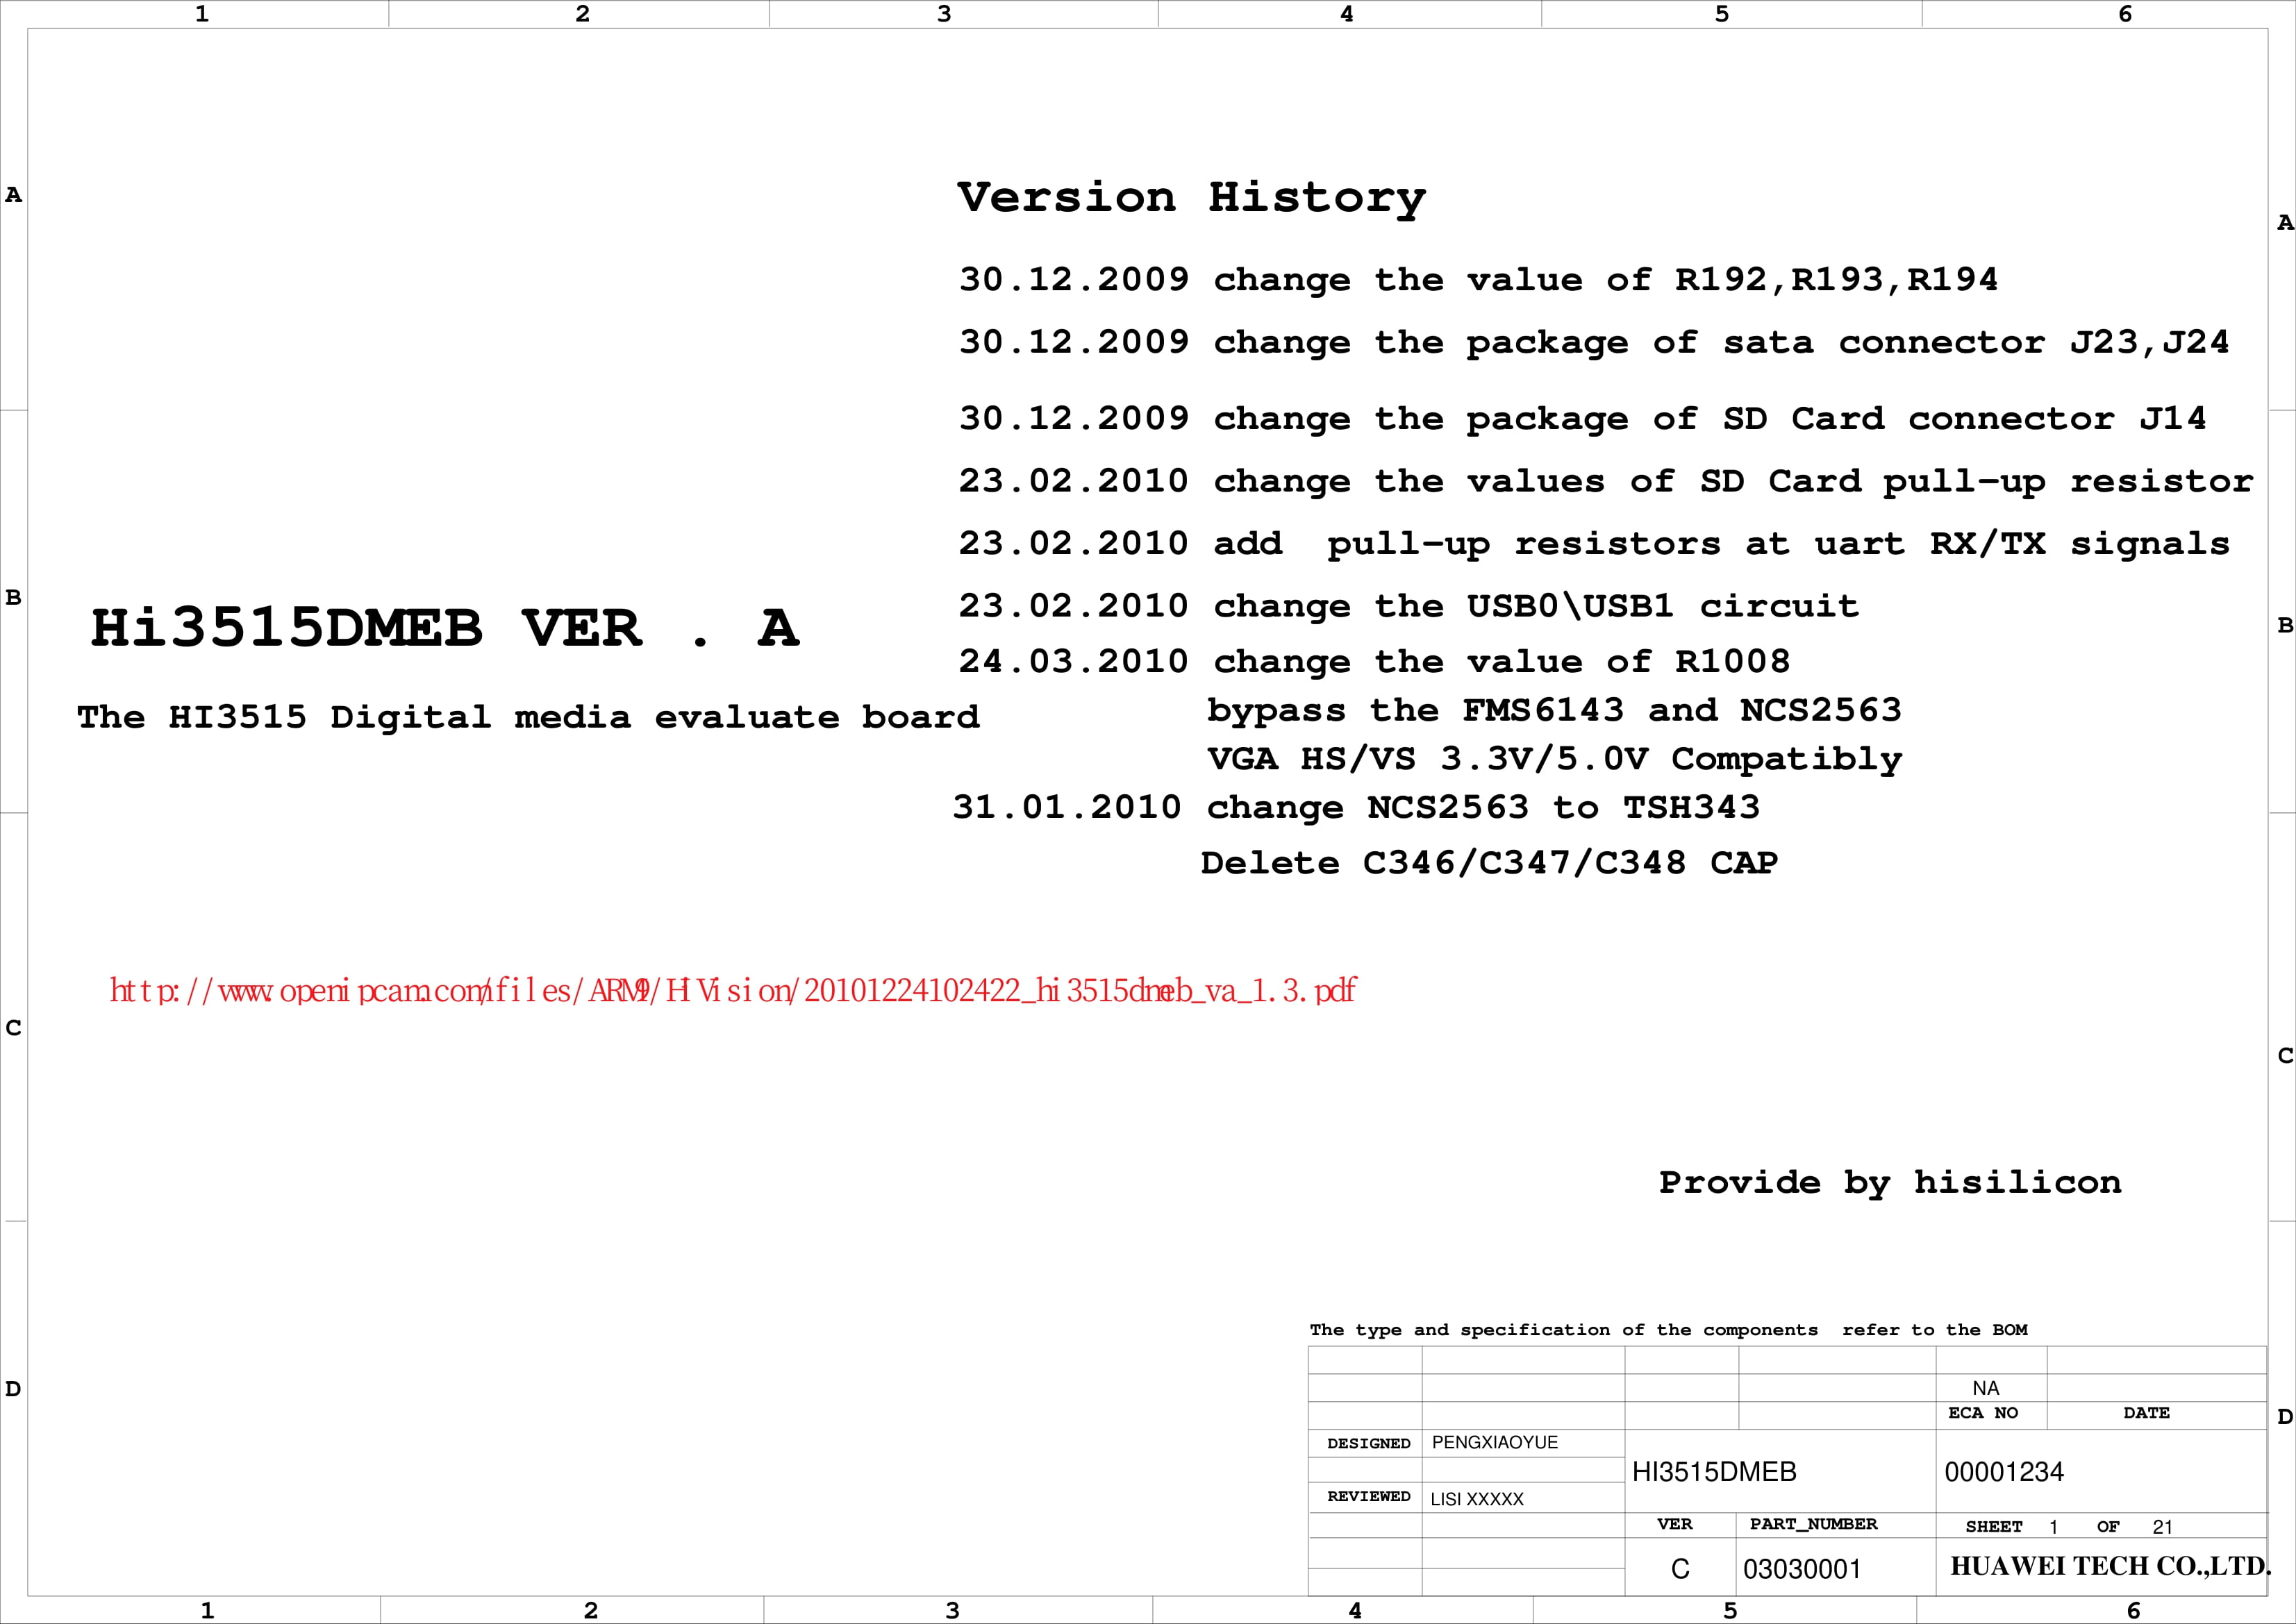 1 2 3 4 5 6
A
A
Version History
30.12.2009 change the value of R192,R193,R194
30.12.2009 change the package of sata connector J23,J24
30.12.2009 change the package of SD Card connector J14
23.02.2010 change the values of SD Card pull-up resistor
23.02.2010 add  pull-up resistors at uart RX/TX signals
B
B
Hi3515DMEB VER . A
23.02.2010 change the USB0\USB1 circuit
24.03.2010 change the value of R1008
The HI3515 Digital media evaluate board
bypass the FMS6143 and NCS2563
VGA HS/VS 3.3V/5.0V Compatibly
31.01.2010 change NCS2563 to TSH343
Delete C346/C347/C348 CAP
http://www.openipcam.com/files/ARM9/HiVision/20101224102422_hi3515dmeb_va_1.3.pdf
C
C
Provide by hisilicon
The type and specification of the components  refer to the BOM
D
D
NA
ECA NO DATE
DESIGNED PENGXIAOYUE
HI3515DMEB 00001234
REVIEWED LISI XXXXX
VER PART_NUMBER SHEET 1 OF 21
C 03030001 HUAWEI TECH CO.,LTD.
1 2 3 4 5 6